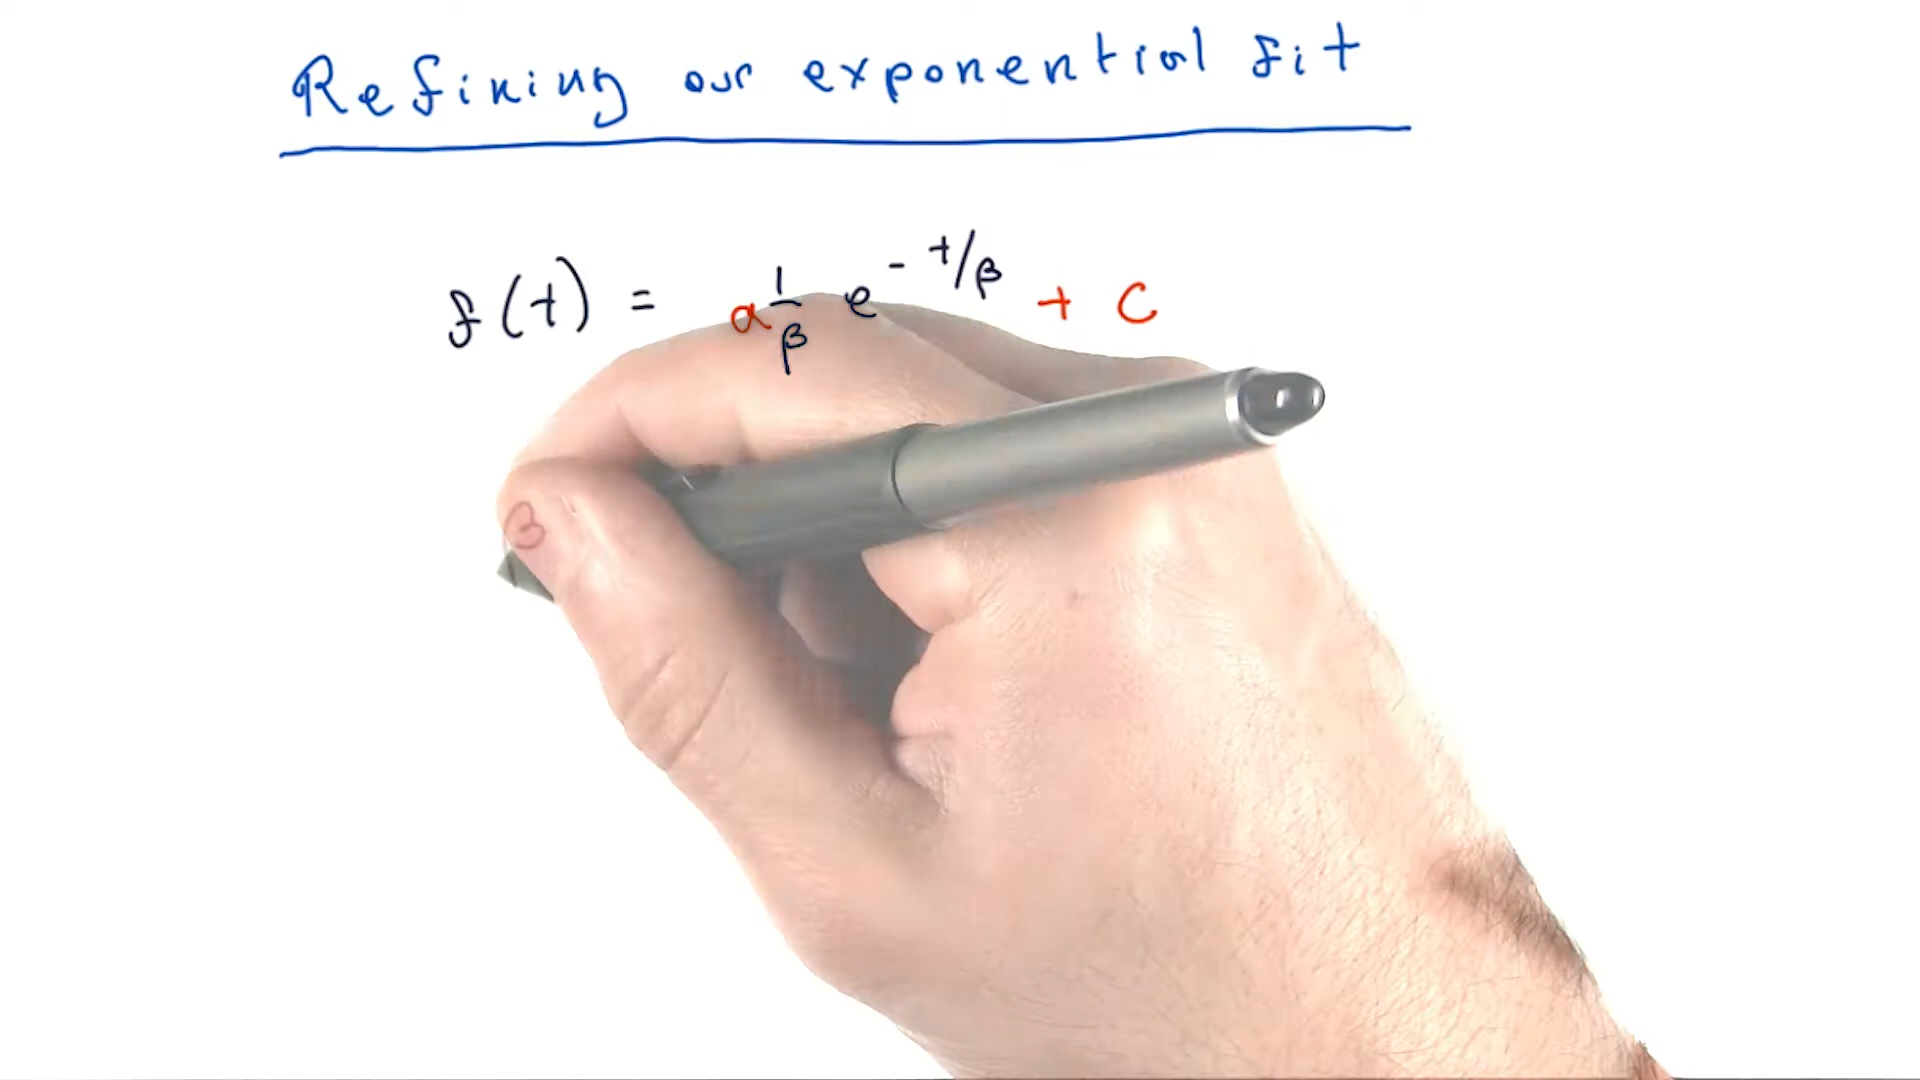 Refining our exponential fit
f(t) = α 1/β e^(-t/β) + C
β